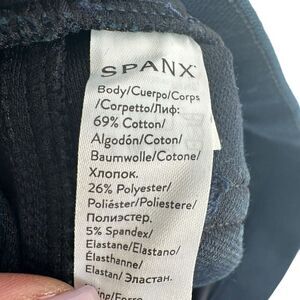 SPANX
Body/Cuerpo/Corps
/Corpetto/Лиф:
69% Cotton/
Algodón/Coton/
Baumwolle/Cotone/
Хлопок.
26% Polyester/
Poliéster/Poliestere/
Полиэстер.
5% Spandex/
Elastane/Elastano/
Élasthanne/
Elastan/ Эластан.